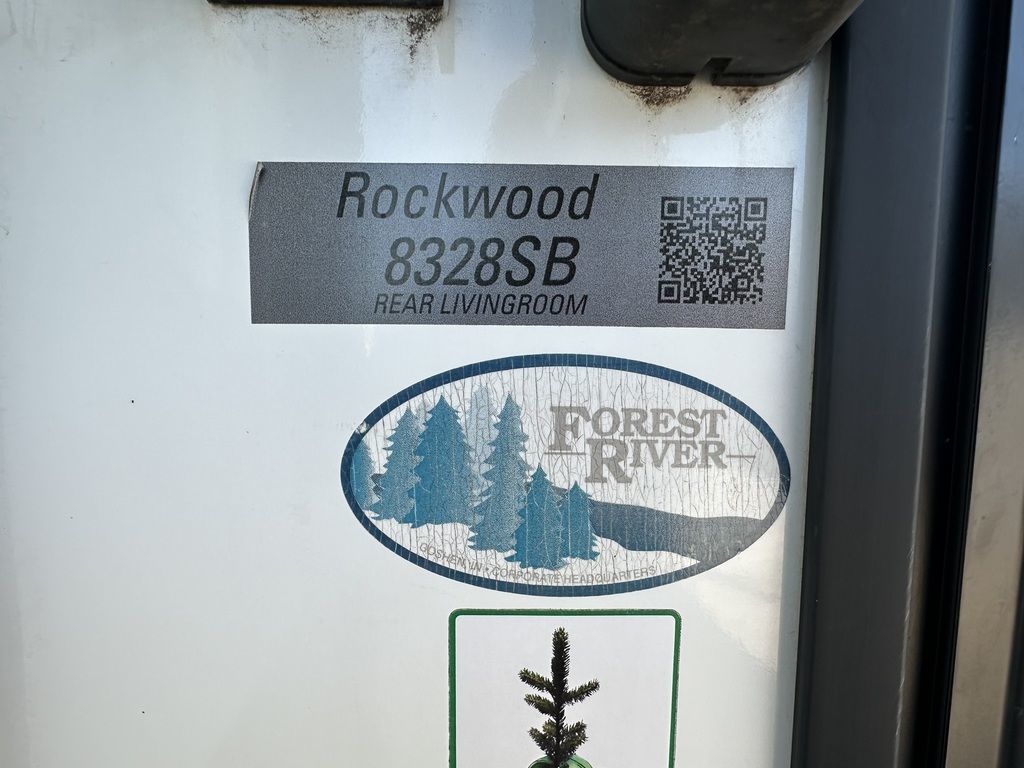 Rockwood
8328SB
REAR LIVINGROOM
FOREST
RIVER
GOSHEN, IN • CORPORATE HEADQUARTERS